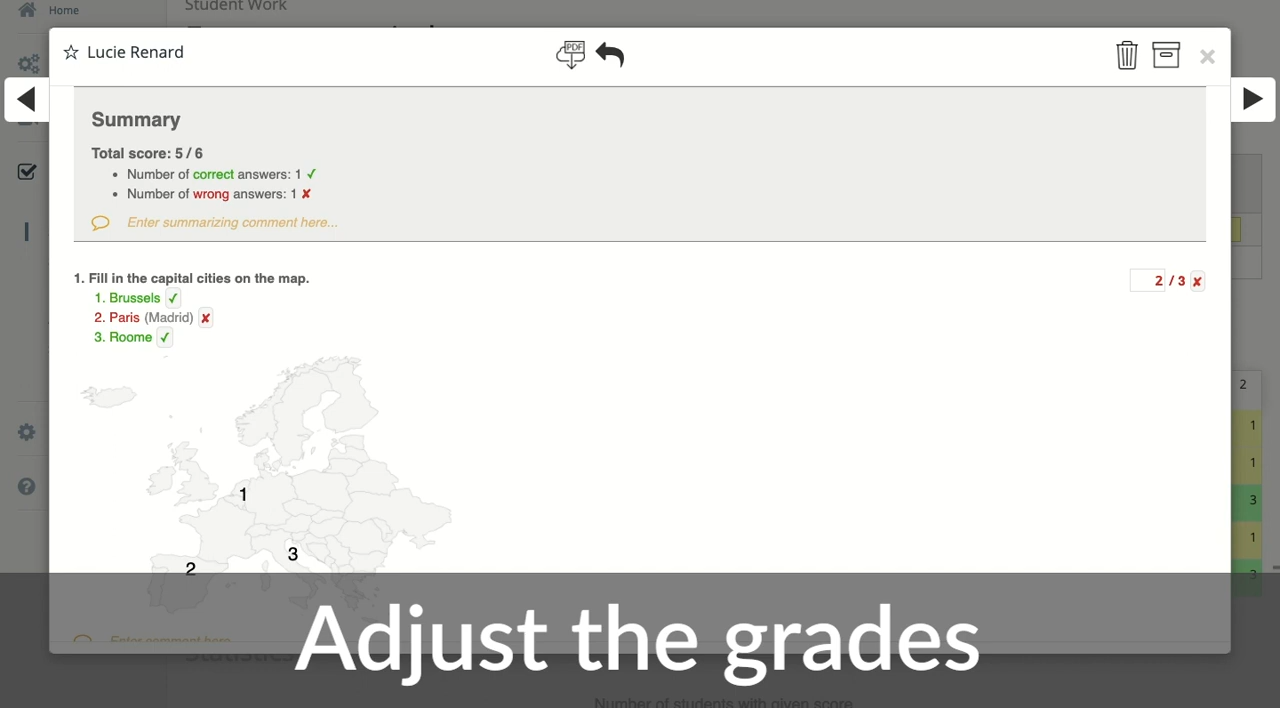 Home
Student Work
Lucie Renard
PDF
Summary
Total score: 5 / 6
Number of correct answers: 1 ✓
Number of wrong answers: 1 ✘
Enter summarizing comment here...
1. Fill in the capital cities on the map.
2 / 3 ✘
1. Brussels ✓
2. Paris (Madrid) ✘
3. Roome ✓
1
2
3
2
1
1
3
1
3
Enter comment here
Adjust the grades
Statistics
Number of students with given score